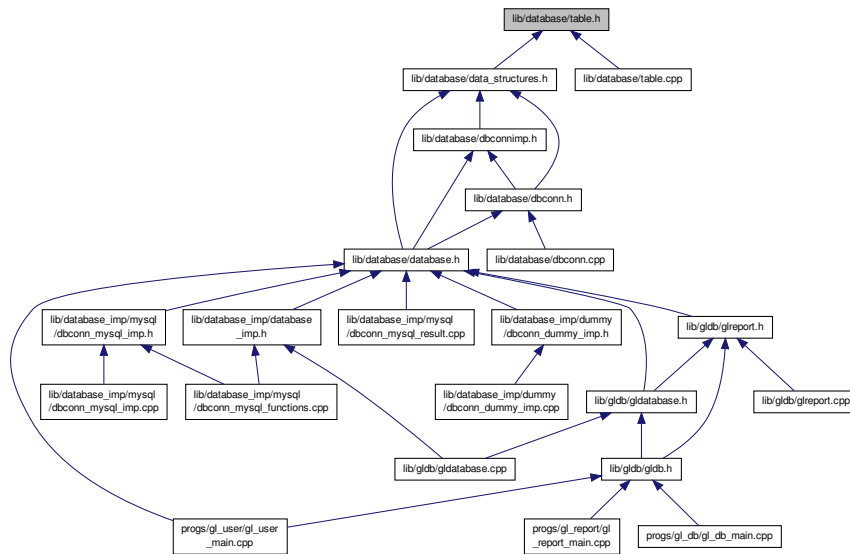 lib/database/table.h
lib/database/data_structures.h
lib/database/table.cpp
lib/database/dbconnimp.h
lib/database/dbconn.h
lib/database/database.h
lib/database/dbconn.cpp
lib/database_imp/mysql
/dbconn_mysql_imp.h
lib/database_imp/database
_imp.h
lib/database_imp/mysql
/dbconn_mysql_result.cpp
lib/database_imp/dummy
/dbconn_dummy_imp.h
lib/gldb/glreport.h
lib/database_imp/mysql
/dbconn_mysql_imp.cpp
lib/database_imp/mysql
/dbconn_mysql_functions.cpp
lib/database_imp/dummy
/dbconn_dummy_imp.cpp
lib/gldb/gldatabase.h
lib/gldb/glreport.cpp
lib/gldb/gldatabase.cpp
lib/gldb/gldb.h
progs/gl_user/gl_user
_main.cpp
progs/gl_report/gl
_report_main.cpp
progs/gl_db/gl_db_main.cpp